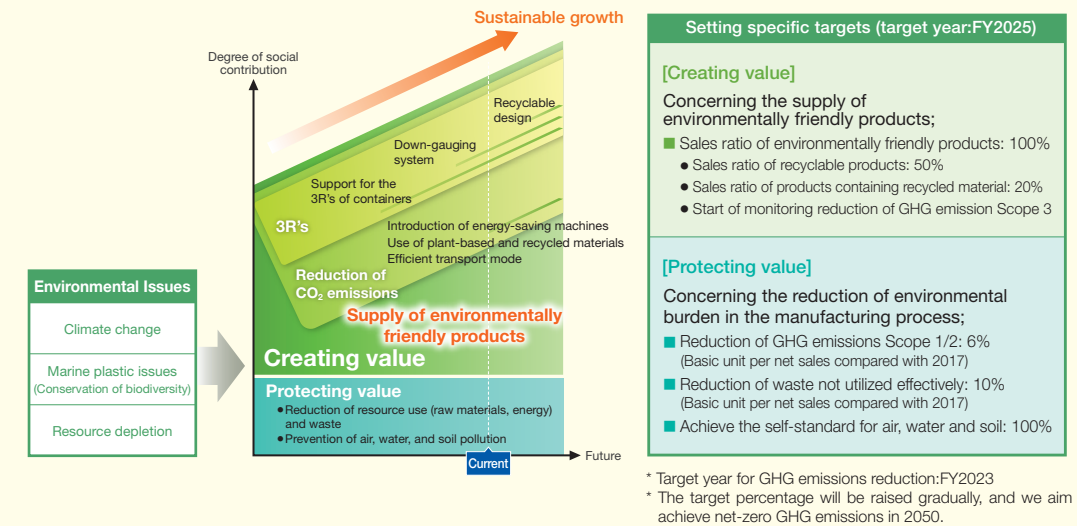 Sustainable growth
Degree of social
contribution
Recyclable
design
Down-gauging
system
Support for the
3R's of containers
3R's
Introduction of energy-saving machines
Use of plant-based and recycled materials
Efficient transport mode
Reduction of
CO₂ emissions
Supply of environmentally
friendly products
Creating value
Protecting value
●Reduction of resource use (raw materials, energy)
and waste
●Prevention of air, water, and soil pollution
Current
Future
Environmental Issues
Climate change
Marine plastic issues
(Conservation of biodiversity)
Resource depletion
Setting specific targets (target year:FY2025)
[Creating value]
Concerning the supply of
environmentally friendly products;
■ Sales ratio of environmentally friendly products: 100%
● Sales ratio of recyclable products: 50%
● Sales ratio of products containing recycled material: 20%
● Start of monitoring reduction of GHG emission Scope 3
[Protecting value]
Concerning the reduction of environmental
burden in the manufacturing process;
■ Reduction of GHG emissions Scope 1/2: 6%
(Basic unit per net sales compared with 2017)
■ Reduction of waste not utilized effectively: 10%
(Basic unit per net sales compared with 2017)
■ Achieve the self-standard for air, water and soil: 100%
* Target year for GHG emissions reduction:FY2023
* The target percentage will be raised gradually, and we aim
achieve net-zero GHG emissions in 2050.